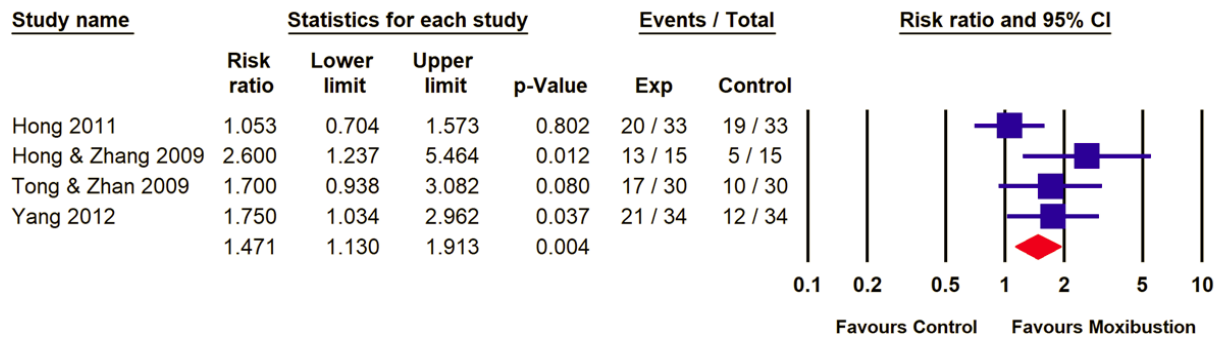 Study name Statistics for each study Events / Total Risk ratio and 95% CI
Risk ratio Lower limit Upper limit p-Value Exp Control
Hong 2011 1.053 0.704 1.573 0.802 20 / 33 19 / 33
Hong & Zhang 2009 2.600 1.237 5.464 0.012 13 / 15 5 / 15
Tong & Zhan 2009 1.700 0.938 3.082 0.080 17 / 30 10 / 30
Yang 2012 1.750 1.034 2.962 0.037 21 / 34 12 / 34
1.471 1.130 1.913 0.004
0.1 0.2 0.5 1 2 5 10
Favours Control Favours Moxibustion